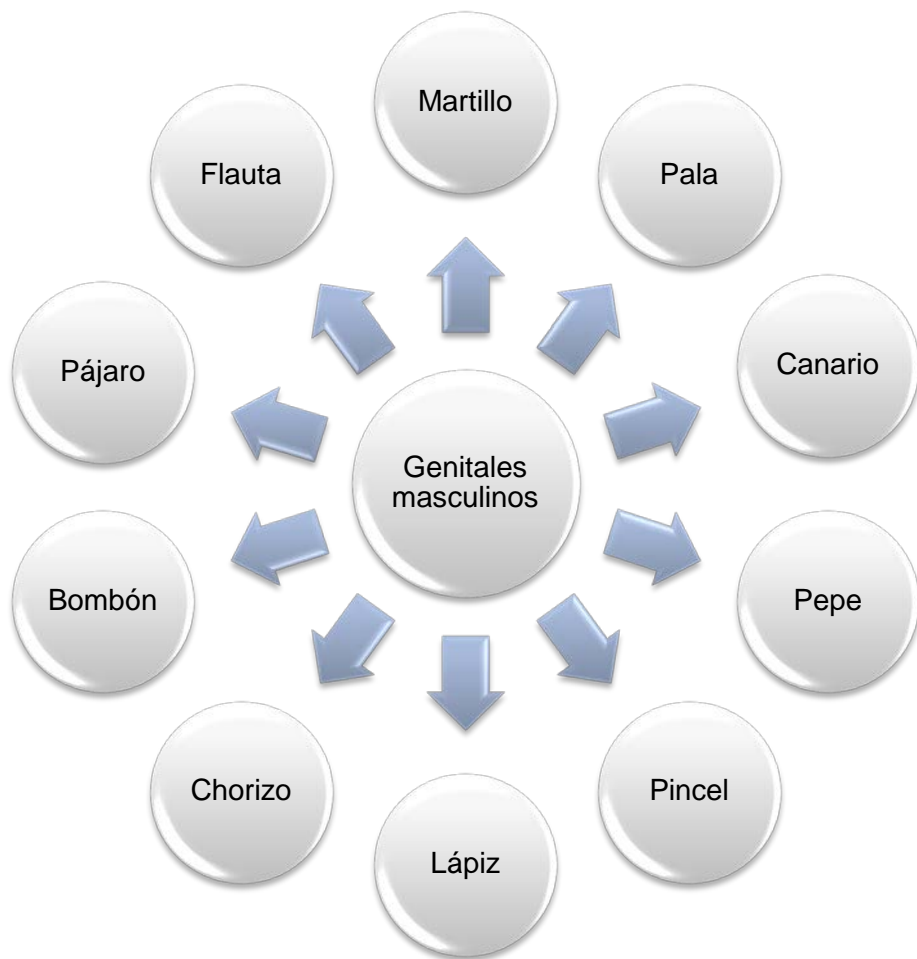 Martillo
Flauta
Pala
Pájaro
Canario
Genitales
masculinos
Bombón
Pepe
Chorizo
Pincel
Lápiz